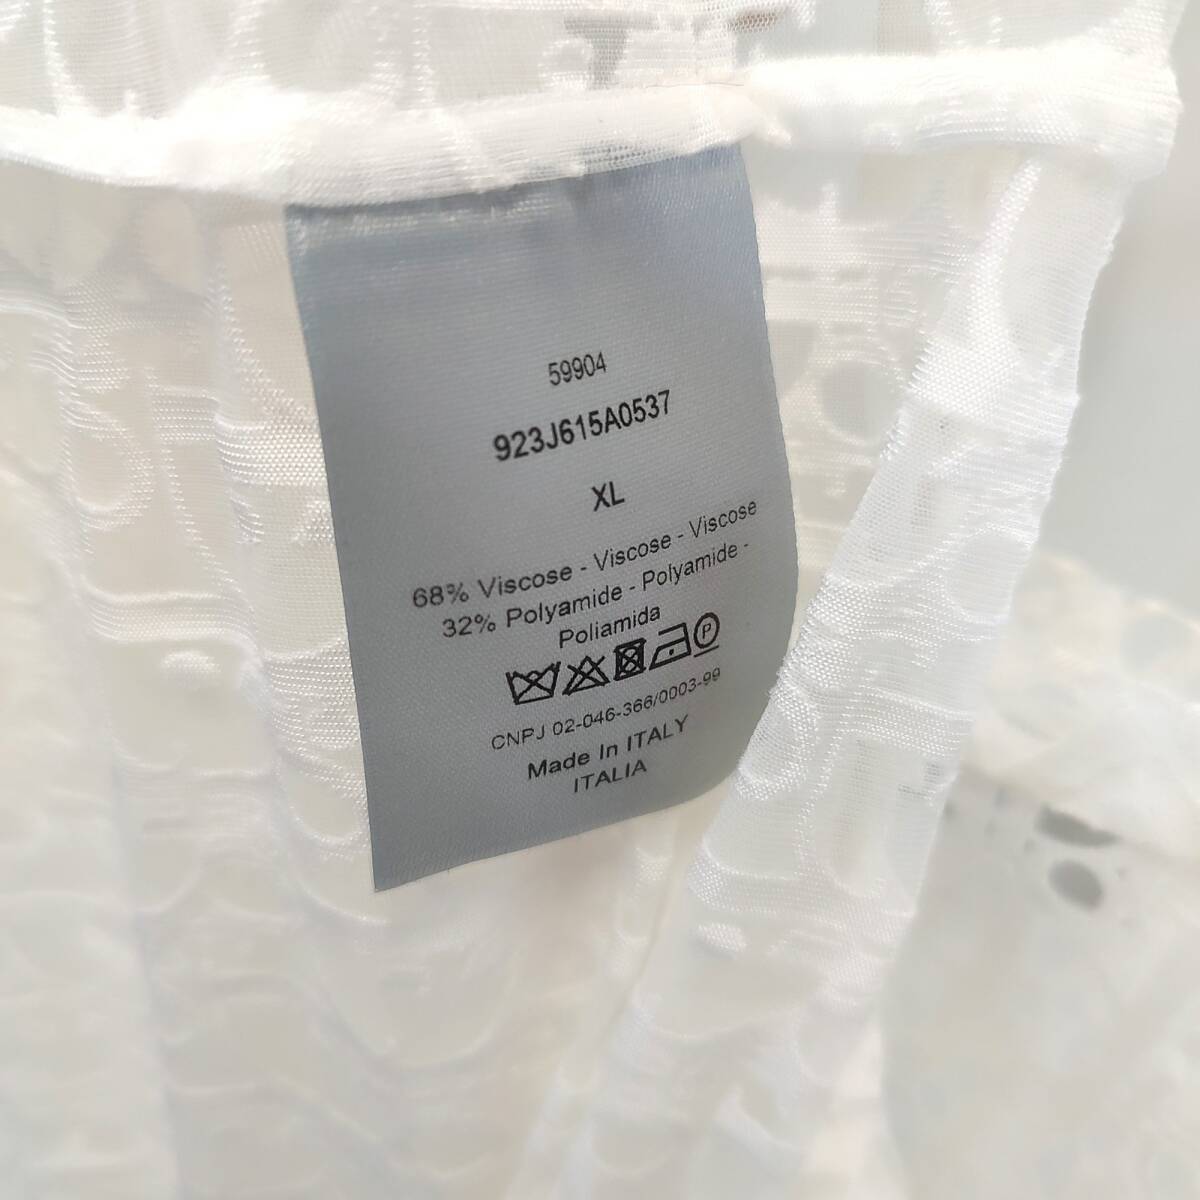 59904
923J615A0537
XL
68% Viscose - Viscose - Viscose
32% Polyamide - Polyamide -
Poliamida
P
CNPJ 02-046-366/0003-99
Made In ITALY
ITALIA